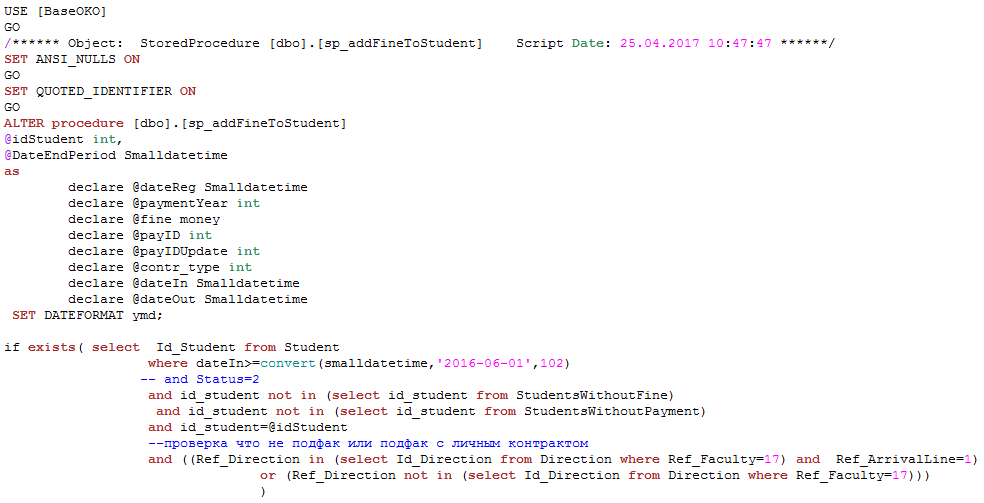 USE [BaseOKO]
GO
/****** Object:  StoredProcedure [dbo].[sp_addFineToStudent]    Script Date: 25.04.2017 10:47:47 ******/
SET ANSI_NULLS ON
GO
SET QUOTED_IDENTIFIER ON
GO
ALTER procedure [dbo].[sp_addFineToStudent]
@idStudent int,
@DateEndPeriod Smalldatetime
as
        declare @dateReg Smalldatetime
        declare @paymentYear int
        declare @fine money
        declare @payID int
        declare @payIDUpdate int
        declare @contr_type int
        declare @dateIn Smalldatetime
        declare @dateOut Smalldatetime
 SET DATEFORMAT ymd;
if exists( select  Id_Student from Student
                  where dateIn>=convert(smalldatetime,'2016-06-01',102)
                 -- and Status=2
                  and id_student not in (select id_student from StudentsWithoutFine)
                   and id_student not in (select id_student from StudentsWithoutPayment)
                  and id_student=@idStudent
                  --проверка что не подфак или подфак с личным контрактом
                  and ((Ref_Direction in (select Id_Direction from Direction where Ref_Faculty=17) and  Ref_ArrivalLine=1)
                                or (Ref_Direction not in (select Id_Direction from Direction where Ref_Faculty=17)))
                                )